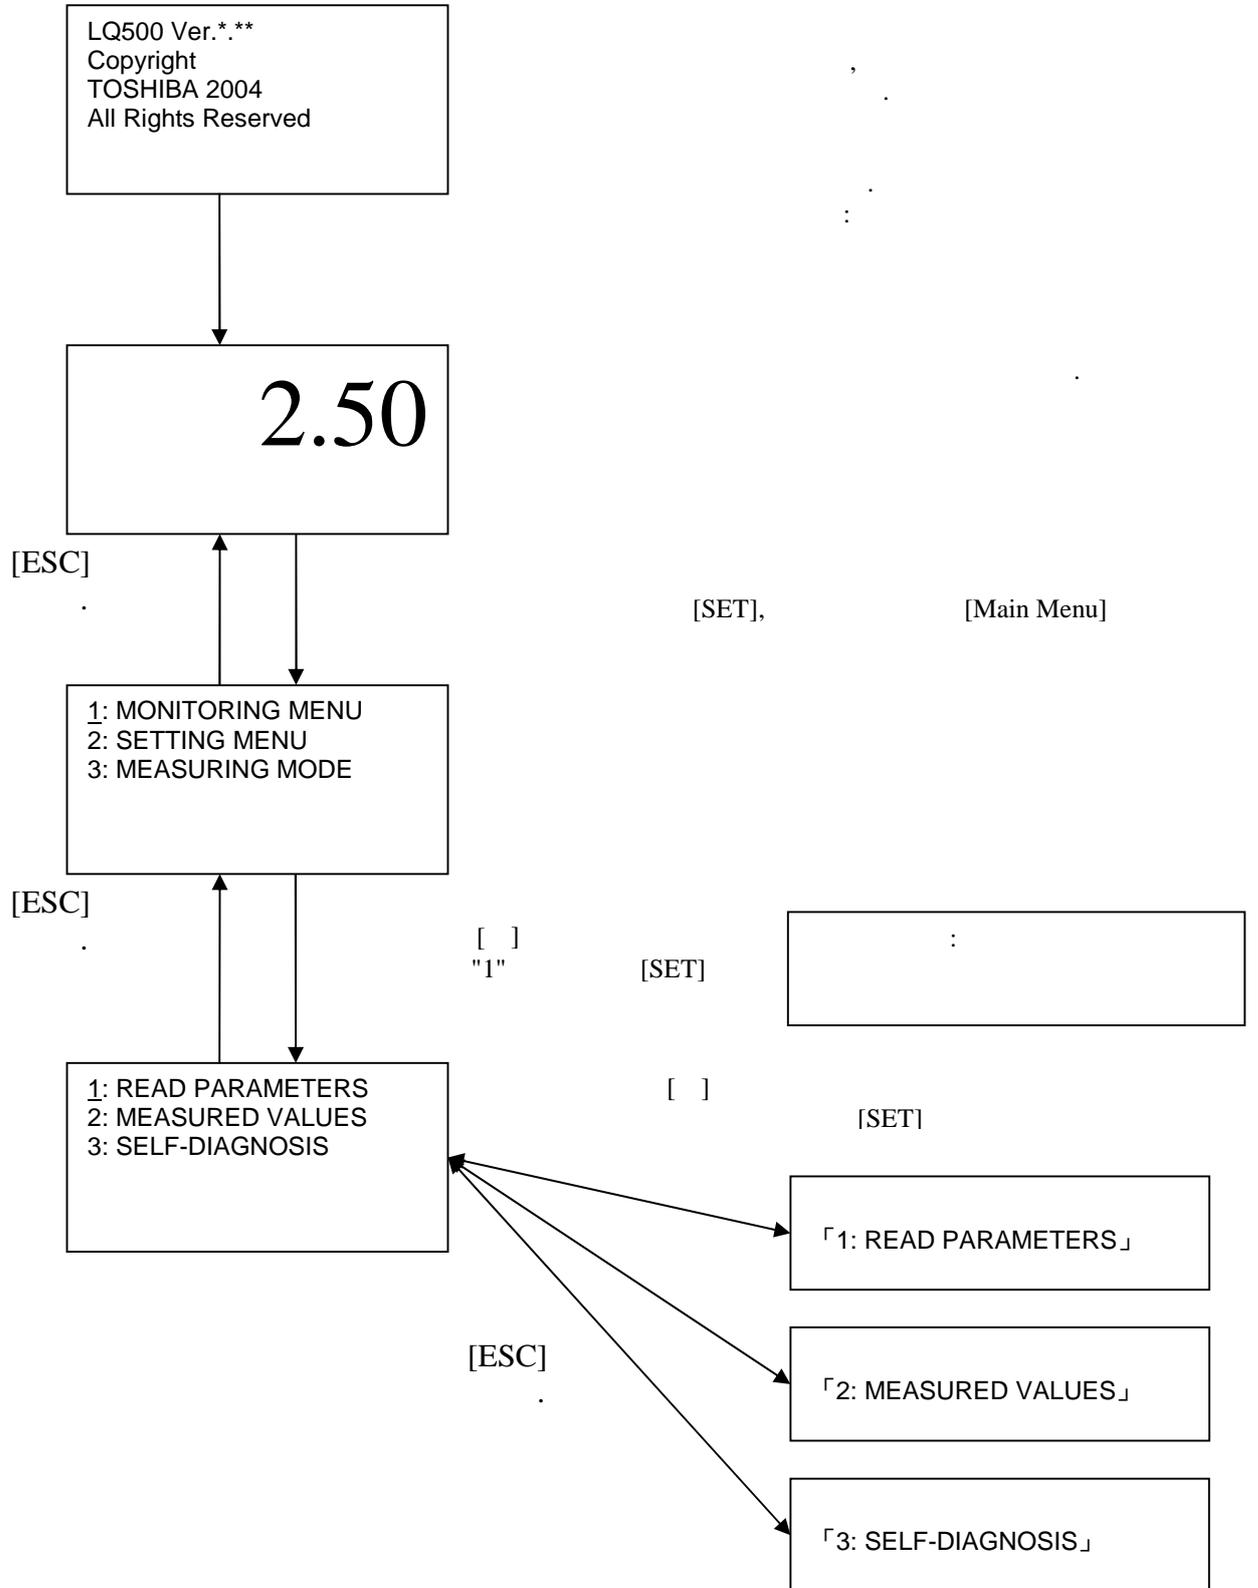 LQ500 Ver.*.**
Copyright
TOSHIBA 2004
All Rights Reserved
,
.
.
:
2.50
.
[ESC]
.
[SET], [Main Menu]
1: MONITORING MENU
2: SETTING MENU
3: MEASURING MODE
[ESC]
.
[ ]
"1" [SET]
:
1: READ PARAMETERS
2: MEASURED VALUES
3: SELF-DIAGNOSIS
[ ]
[SET]
「1: READ PARAMETERS」
[ESC]
.
「2: MEASURED VALUES」
「3: SELF-DIAGNOSIS」